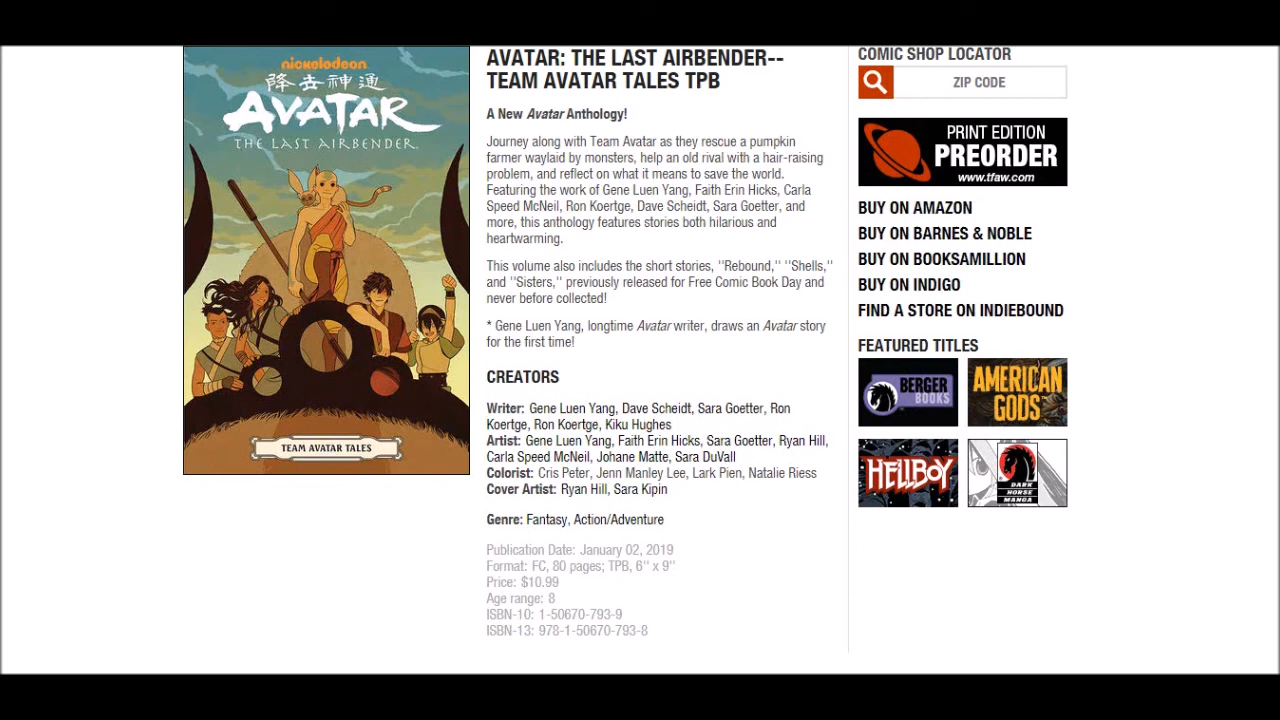 nickelodeon
降去神通
AVATAR
THE LAST AIRBENDER.
TEAM AVATAR TALES
AVATAR: THE LAST AIRBENDER--
TEAM AVATAR TALES TPB
A New Avatar Anthology!
Journey along with Team Avatar as they rescue a pumpkin
farmer waylaid by monsters, help an old rival with a hair-raising
problem, and reflect on what it means to save the world.
Featuring the work of Gene Luen Yang, Faith Erin Hicks, Carla
Speed McNeil, Ron Koertge, Dave Scheidt, Sara Goetter, and
more, this anthology features stories both hilarious and
heartwarming.
This volume also includes the short stories, ''Rebound,'' ''Shells,''
and ''Sisters,'' previously released for Free Comic Book Day and
never before collected!
* Gene Luen Yang, longtime Avatar writer, draws an Avatar story
for the first time!
CREATORS
Writer: Gene Luen Yang, Dave Scheidt, Sara Goetter, Ron
Koertge, Ron Koertge, Kiku Hughes
Artist: Gene Luen Yang, Faith Erin Hicks, Sara Goetter, Ryan Hill,
Carla Speed McNeil, Johane Matte, Sara DuVall
Colorist: Cris Peter, Jenn Manley Lee, Lark Pien, Natalie Riess
Cover Artist: Ryan Hill, Sara Kipin
Genre: Fantasy, Action/Adventure
Publication Date: January 02, 2019
Format: FC, 80 pages; TPB, 6'' x 9''
Price: $10.99
Age range: 8
ISBN-10: 1-50670-793-9
ISBN-13: 978-1-50670-793-8
COMIC SHOP LOCATOR
ZIP CODE
PRINT EDITION
PREORDER
www.tfaw.com
BUY ON AMAZON
BUY ON BARNES & NOBLE
BUY ON BOOKSAMILLION
BUY ON INDIGO
FIND A STORE ON INDIEBOUND
FEATURED TITLES
BERGER
BOOKS
AMERICAN
GODS
HELLBOY
DARK
HORSE
MANGA